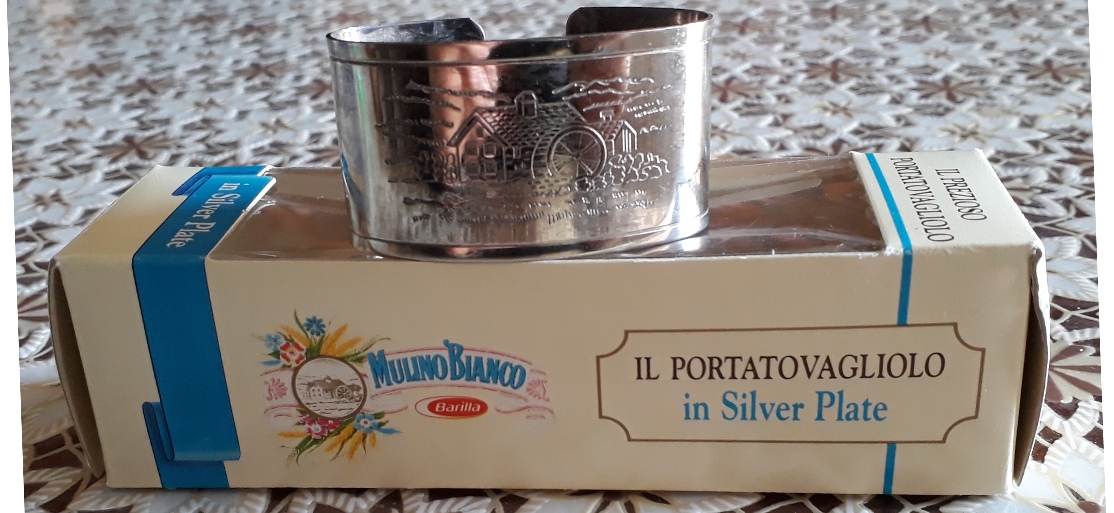 in Silver Plate
IL PREZIOSO
PORTATOVAGLIOLO
MULINO BIANCO
Barilla
IL PORTATOVAGLIOLO
in Silver Plate